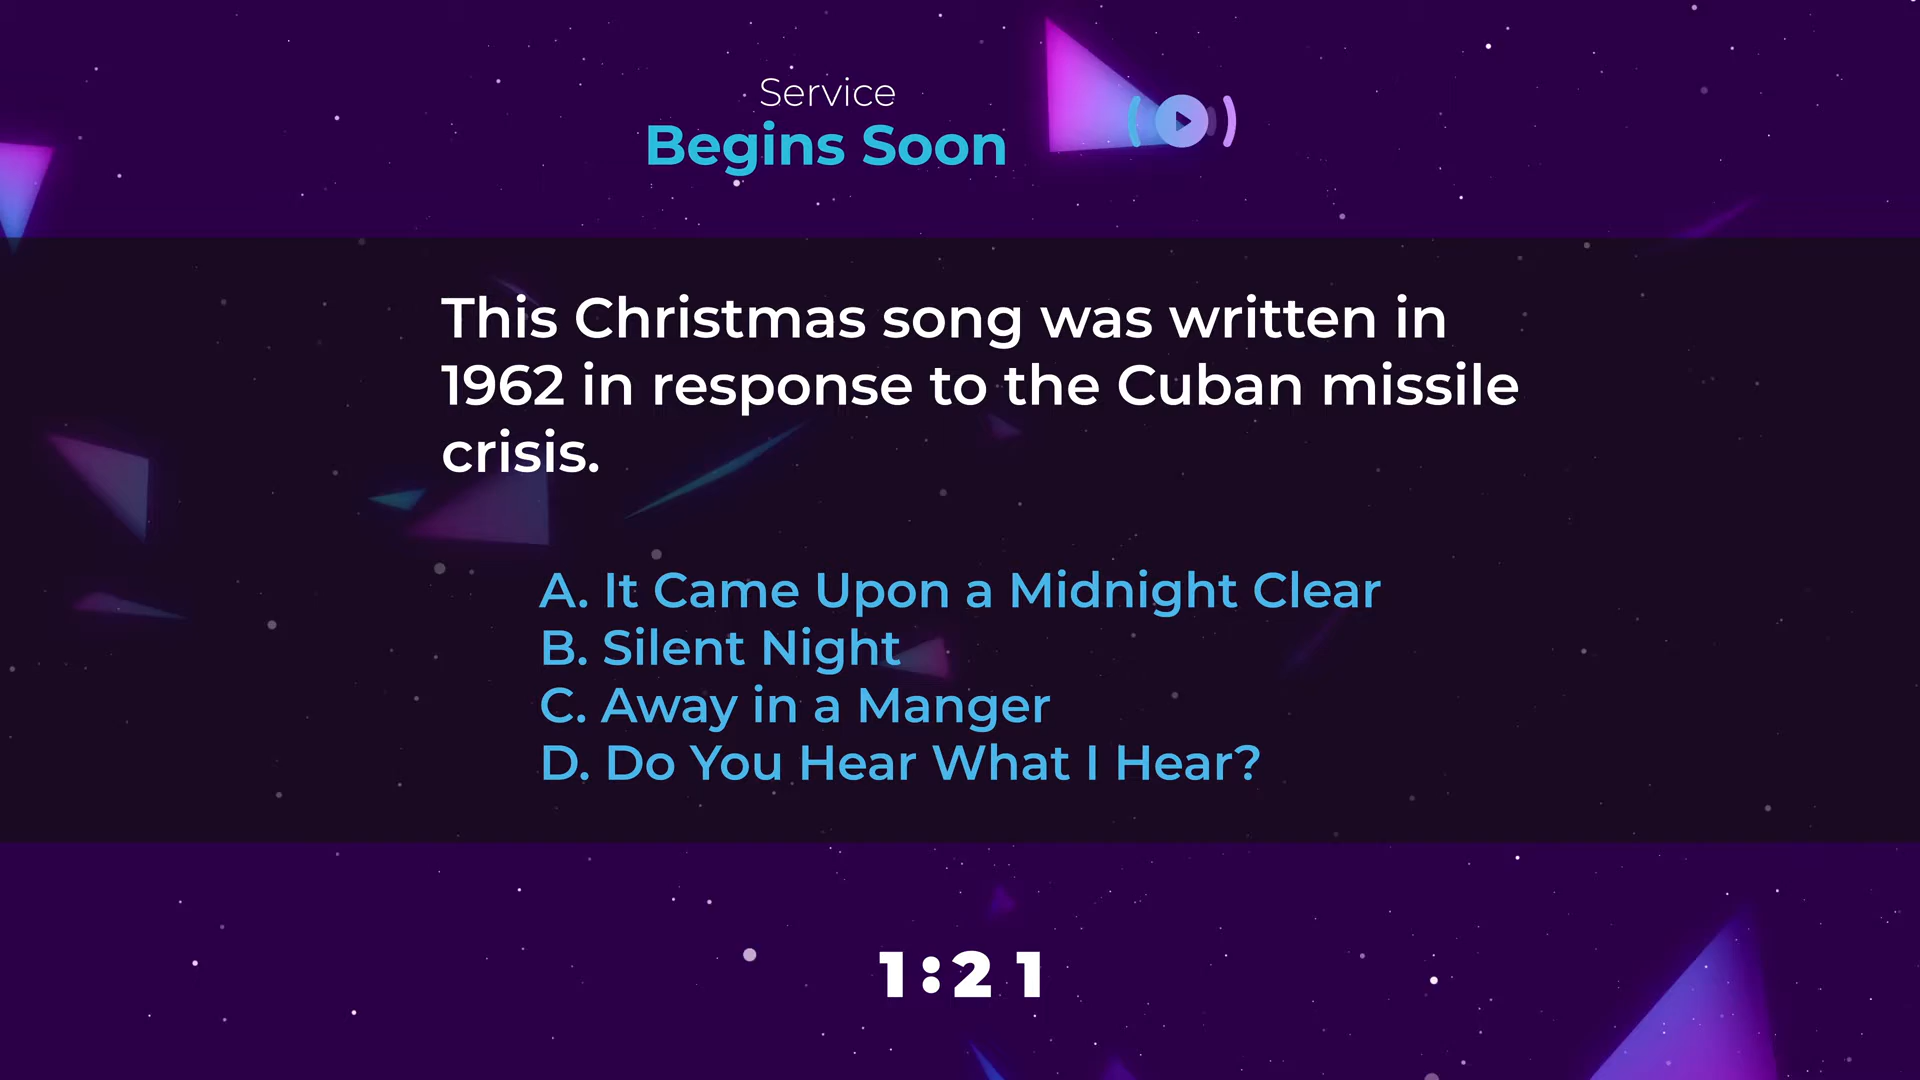 Service
Begins Soon
This Christmas song was written in
1962 in response to the Cuban missile
crisis.
A. It Came Upon a Midnight Clear
B. Silent Night
C. Away in a Manger
D. Do You Hear What I Hear?
1:21